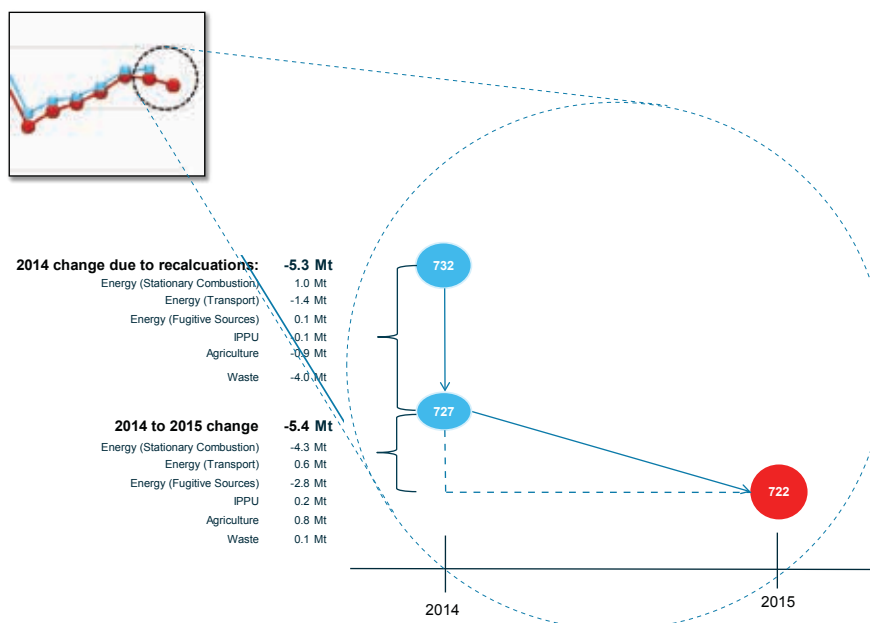 732
2014 change due to recalcuations: -5.3 Mt
Energy (Stationary Combustion) 1.0 Mt
Energy (Transport) -1.4 Mt
Energy (Fugitive Sources) 0.1 Mt
IPPU -0.1 Mt
Agriculture -0.9 Mt
Waste -4.0 Mt
727
2014 to 2015 change -5.4 Mt
Energy (Stationary Combustion) -4.3 Mt
Energy (Transport) 0.6 Mt
Energy (Fugitive Sources) -2.8 Mt
IPPU 0.2 Mt
Agriculture 0.8 Mt
Waste 0.1 Mt
722
2014 2015